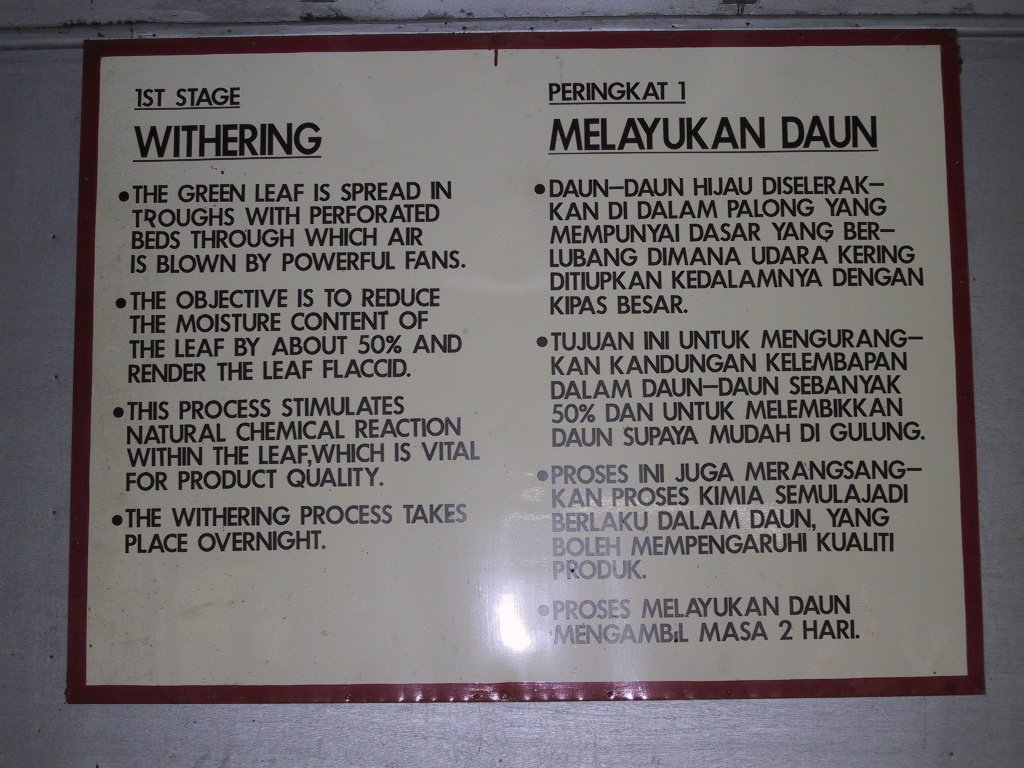 1ST STAGE
WITHERING
•THE GREEN LEAF IS SPREAD IN
TROUGHS WITH PERFORATED
BEDS THROUGH WHICH AIR
IS BLOWN BY POWERFUL FANS.
•THE OBJECTIVE IS TO REDUCE
THE MOISTURE CONTENT OF
THE LEAF BY ABOUT 50% AND
RENDER THE LEAF FLACCID.
•THIS PROCESS STIMULATES
NATURAL CHEMICAL REACTION
WITHIN THE LEAF,WHICH IS VITAL
FOR PRODUCT QUALITY.
•THE WITHERING PROCESS TAKES
PLACE OVERNIGHT.
PERINGKAT 1
MELAYUKAN DAUN
•DAUN–DAUN HIJAU DISELERAK–
KAN DI DALAM PALONG YANG
MEMPUNYAI DASAR YANG BER–
LUBANG DIMANA UDARA KERING
DITIUPKAN KEDALAMNYA DENGAN
KIPAS BESAR.
•TUJUAN INI UNTUK MENGURANG–
KAN KANDUNGAN KELEMBAPAN
DALAM DAUN–DAUN SEBANYAK
50% DAN UNTUK MELEMBIKKAN
DAUN SUPAYA MUDAH DI GULUNG.
•PROSES INI JUGA MERANGSANG–
KAN PROSES KIMIA SEMULAJADI
BERLAKU DALAM DAUN, YANG
BOLEH MEMPENGARUHI KUALITI
PRODUK.
•PROSES MELAYUKAN DAUN
MENGAMBiL MASA 2 HARI.